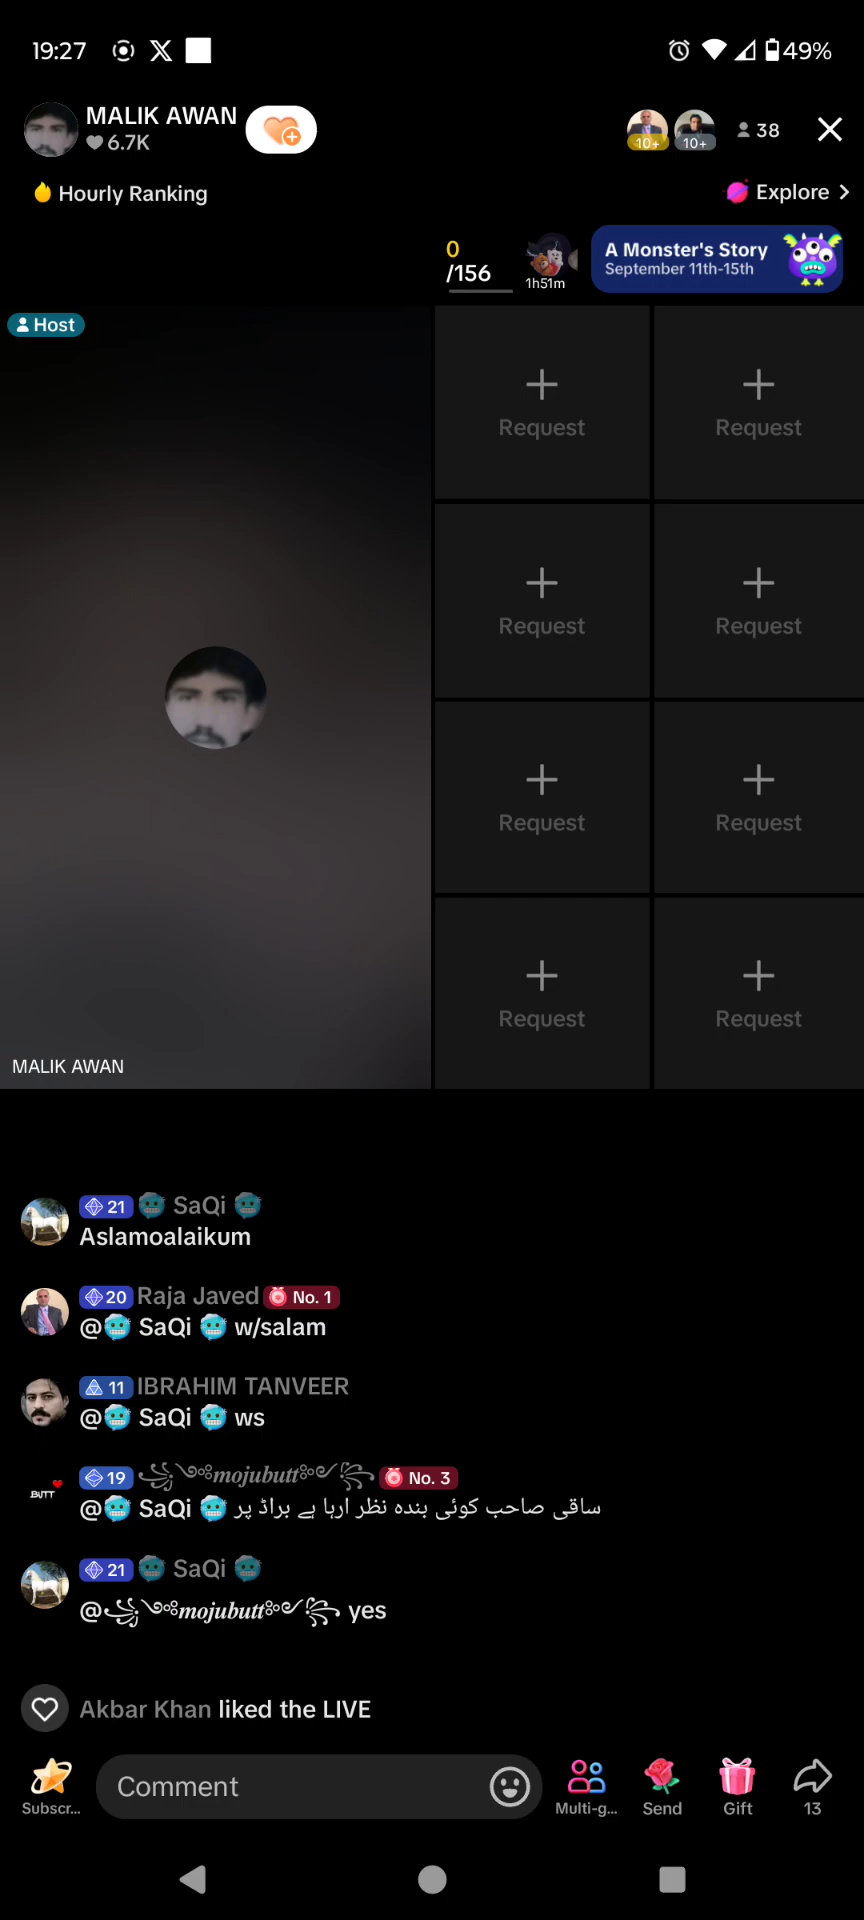 19:27 49%
MALIK AWAN
6.7K
10+ 10+ 38
Hourly Ranking
Explore
0
/156
1h51m
A Monster's Story
September 11th-15th
Host
Request Request
Request Request
Request Request
Request Request
MALIK AWAN
21 🥶 SaQi 🥶
Aslamoalaikum
20 Raja Javed No. 1
@🥶 SaQi 🥶 w/salam
11 IBRAHIM TANVEER
@🥶 SaQi 🥶 ws
BUTT
19 mojubutt No. 3
@🥶 SaQi 🥶 ساقی صاحب کوئی بندہ نظر ارہا ہے براڈ پر
21 🥶 SaQi 🥶
@mojubutt yes
Akbar Khan liked the LIVE
Comment
Subscr... Multi-g... Send Gift 13